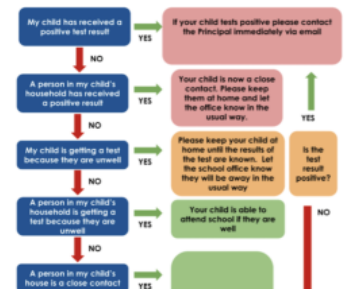 My child has received a
positive test result
YES
If your child tests positive please contact
the Principal immediately via email
NO
A person in my child's
household has received
a positive result
YES
Your child is now a close
contact. Please keep
them at home and let
the office know in the
usual way.
YES
NO
My child is getting a test
because they are unwell
YES
Please keep your child at
home until the results of
the test are known. Let
the school office know
they will be away in the
usual way
Is the
test
result
positive?
NO
A person in my child's
household is getting a
test because they are
unwell
YES
Your child is able to
attend school if they are
well
NO
NO
A person in my child's
house is a close contact
YES